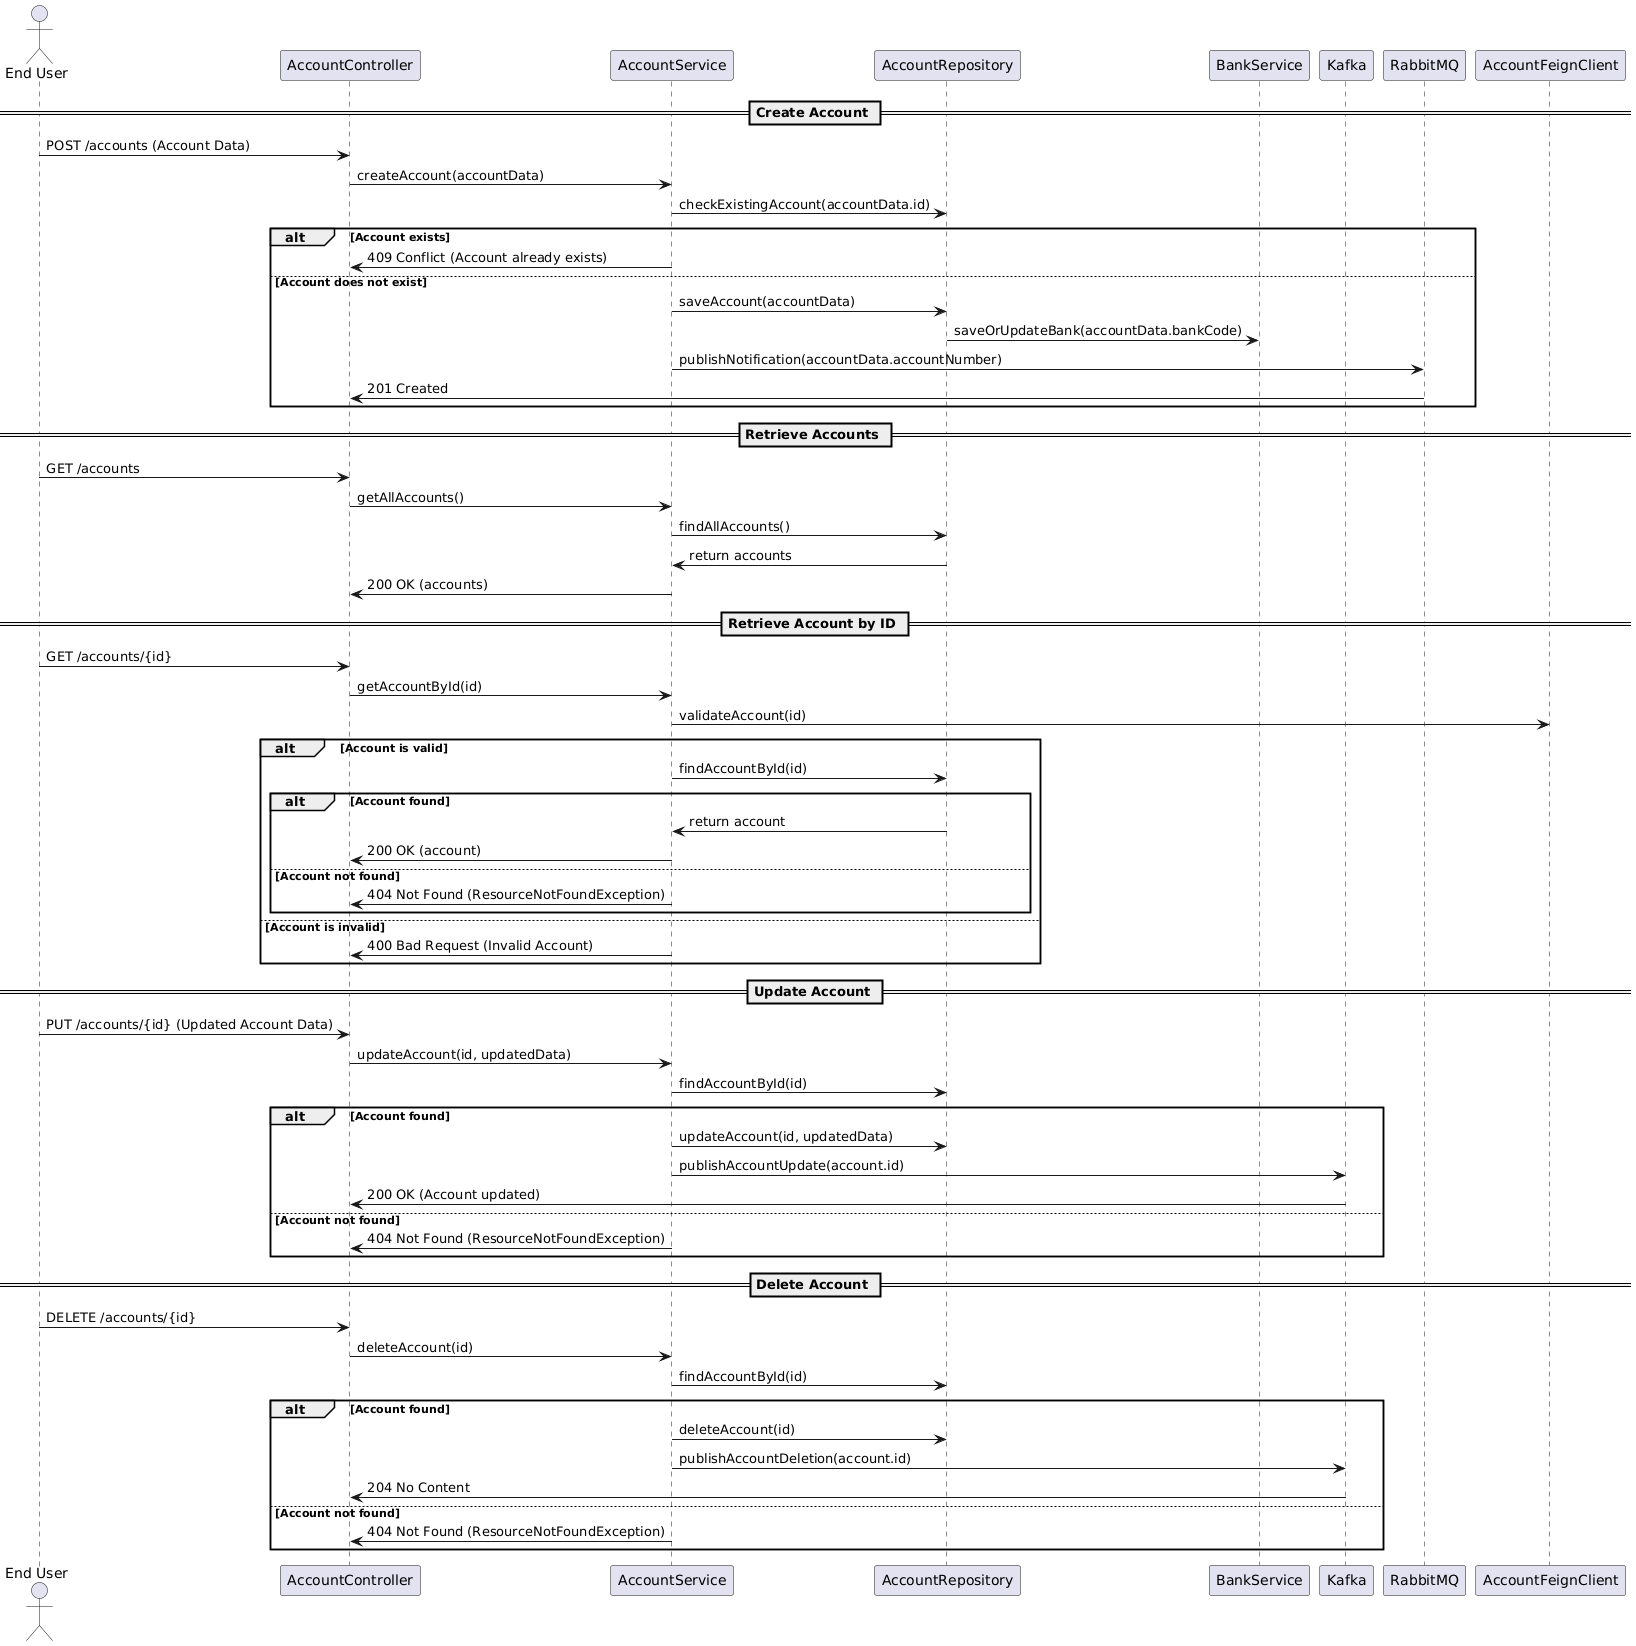 End User
AccountController
AccountService
AccountRepository
BankService
Kafka
RabbitMQ
AccountFeignClient
Create Account
POST /accounts (Account Data)
createAccount(accountData)
checkExistingAccount(accountData.id)
alt [Account exists]
409 Conflict (Account already exists)
[Account does not exist]
saveAccount(accountData)
saveOrUpdateBank(accountData.bankCode)
publishNotification(accountData.accountNumber)
201 Created
Retrieve Accounts
GET /accounts
getAllAccounts()
findAllAccounts()
return accounts
200 OK (accounts)
Retrieve Account by ID
GET /accounts/{id}
getAccountById(id)
validateAccount(id)
alt [Account is valid]
findAccountById(id)
alt [Account found]
return account
200 OK (account)
[Account not found]
404 Not Found (ResourceNotFoundException)
[Account is invalid]
400 Bad Request (Invalid Account)
Update Account
PUT /accounts/{id} (Updated Account Data)
updateAccount(id, updatedData)
findAccountById(id)
alt [Account found]
updateAccount(id, updatedData)
publishAccountUpdate(account.id)
200 OK (Account updated)
[Account not found]
404 Not Found (ResourceNotFoundException)
Delete Account
DELETE /accounts/{id}
deleteAccount(id)
findAccountById(id)
alt [Account found]
deleteAccount(id)
publishAccountDeletion(account.id)
204 No Content
[Account not found]
404 Not Found (ResourceNotFoundException)
End User
AccountController
AccountService
AccountRepository
BankService
Kafka
RabbitMQ
AccountFeignClient